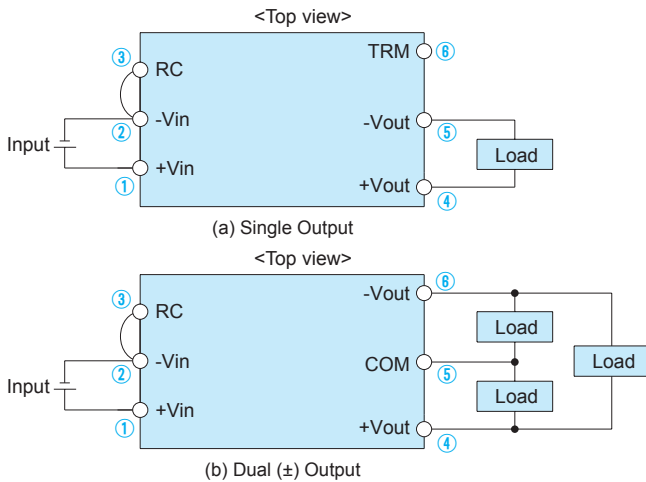 <Top view>
③ RC TRM ⑥
② -Vin -Vout ⑤
Input Load
① +Vin +Vout ④
(a) Single Output
<Top view>
③ RC -Vout ⑥
Load
② -Vin COM ⑤ Load
Input Load
① +Vin +Vout ④
(b) Dual (±) Output